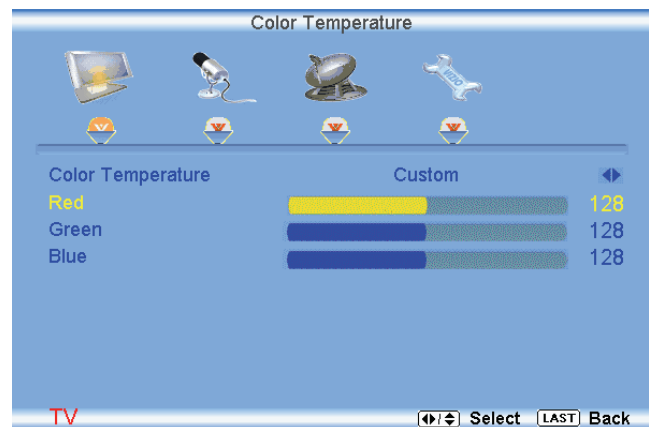 Color Temperature
Color Temperature Custom
Red 128
Green 128
Blue 128
TV Select LAST Back